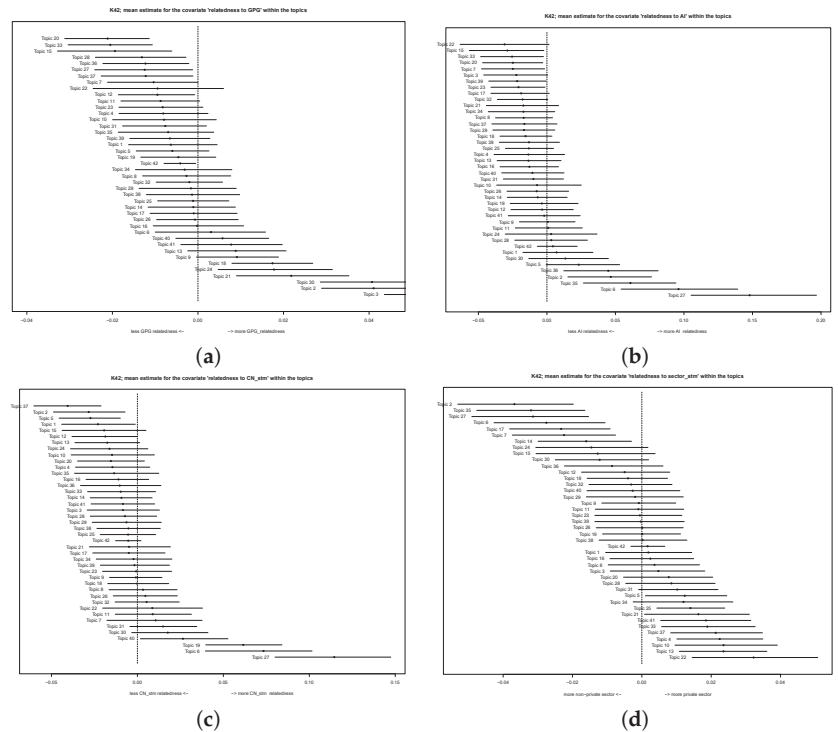 K42; mean estimate for the covariate 'relatedness to GPG' within the topics
Topic 20
Topic 33
Topic 15
Topic 28
Topic 36
Topic 27
Topic 37
Topic 7
Topic 22
Topic 12
Topic 11
Topic 23
Topic 4
Topic 10
Topic 31
Topic 35
Topic 39
Topic 1
Topic 5
Topic 19
Topic 42
Topic 34
Topic 8
Topic 32
Topic 29
Topic 38
Topic 25
Topic 14
Topic 17
Topic 26
Topic 16
Topic 6
Topic 40
Topic 41
Topic 13
Topic 9
Topic 18
Topic 24
Topic 21
Topic 30
Topic 2
Topic 3
−0.04 −0.02 0.00 0.02 0.04
less GPG relatedness <- −> more GPG_relatedness
(a)
K42; mean estimate for the covariate 'relatedness to AI' within the topics
Topic 22
Topic 15
Topic 33
Topic 20
Topic 7
Topic 3
Topic 39
Topic 23
Topic 17
Topic 32
Topic 21
Topic 34
Topic 8
Topic 37
Topic 29
Topic 18
Topic 38
Topic 25
Topic 4
Topic 13
Topic 16
Topic 40
Topic 31
Topic 10
Topic 26
Topic 14
Topic 19
Topic 12
Topic 41
Topic 9
Topic 11
Topic 24
Topic 28
Topic 42
Topic 1
Topic 30
Topic 5
Topic 36
Topic 2
Topic 35
Topic 6
Topic 27
−0.05 0.00 0.05 0.10 0.15 0.20
less AI relatedness <- −> more AI relatedness
(b)
K42; mean estimate for the covariate 'relatedness to CN_stm' within the topics
Topic 37
Topic 2
Topic 5
Topic 1
Topic 15
Topic 12
Topic 13
Topic 24
Topic 10
Topic 20
Topic 4
Topic 35
Topic 16
Topic 36
Topic 33
Topic 14
Topic 41
Topic 3
Topic 28
Topic 29
Topic 38
Topic 25
Topic 42
Topic 21
Topic 17
Topic 34
Topic 39
Topic 23
Topic 9
Topic 18
Topic 8
Topic 26
Topic 32
Topic 22
Topic 11
Topic 7
Topic 31
Topic 30
Topic 40
Topic 19
Topic 6
Topic 27
−0.05 0.00 0.05 0.10 0.15
less CN_stm relatedness <- −> more CN_stm relatedness
(c)
K42; mean estimate for the covariate 'relatedness to sector_stm' within the topics
Topic 2
Topic
Topic 27
Topic
Topic
Topic 7
Topic 14
Topic 24
Topic 15
Topic 30
Topic 36
Topic 12
Topic 18
Topic 32
Topic 40
Topic 29
Topic
Topic 11
Topic 23
Topic 39
Topic 26
Topic 19
Topic 38
Topic 42
Topic 1
Topic 16
Topic
Topic 3
Topic 20
Topic 28
Topic 31
Topic 5
Topic 34
Topic
Topic 21
Topic 41
Topic 33
Topic 37
Topic 4
Topic 10
Topic 13
Topic 22
−0.04 −0.02 0.00 0.02 0.04
more non−private sector <- −> more private sector
(d)